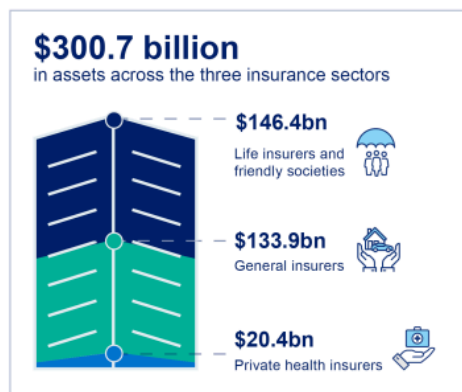 $300.7 billion
in assets across the three insurance sectors
$146.4bn
Life insurers and
friendly societies
$133.9bn
General insurers
$20.4bn
Private health insurers